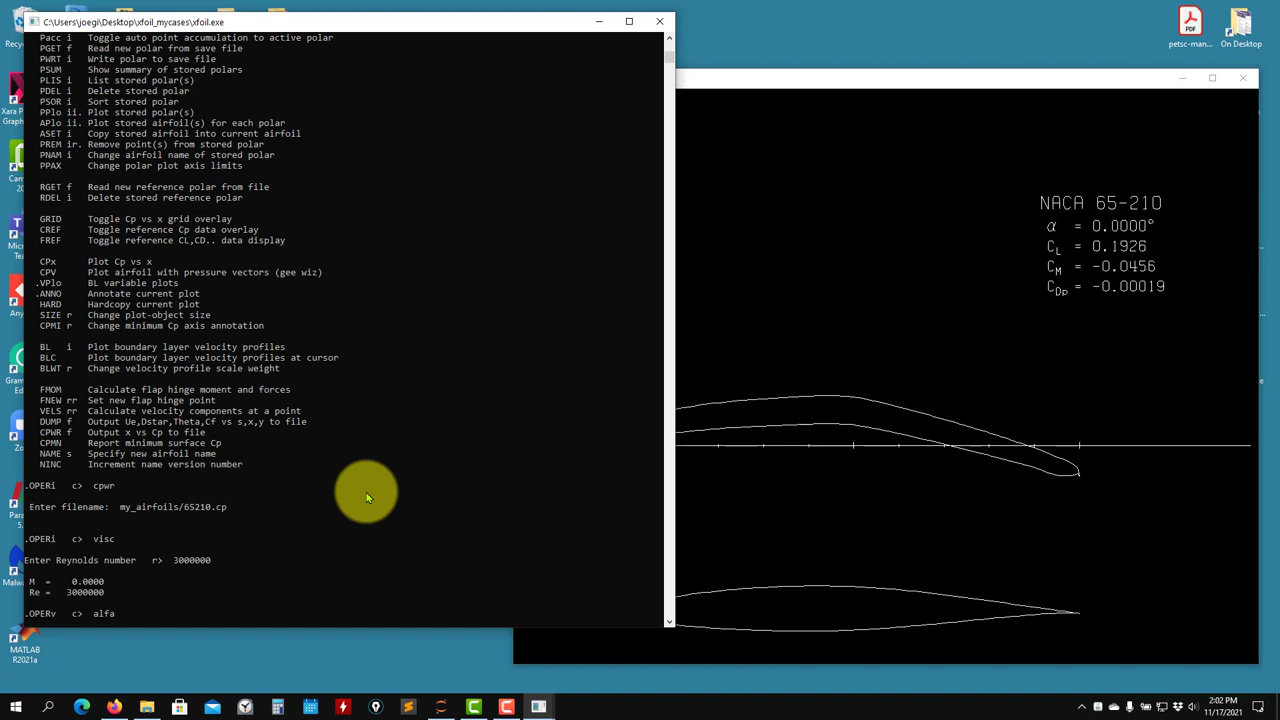 C:\Users\joegi\Desktop\xfoil_mycases\xfoil.exe
Pacc i Toggle auto point accumulation to active polar
PGET f Read new polar from save file
PWRT i Write polar to save file
PSUM Show summary of stored polars
PLIS i List stored polar(s)
PDEL i Delete stored polar
PSOR i Sort stored polar
PPlo ii. Plot stored polar(s)
APlo ii. Plot stored airfoil(s) for each polar
ASET i Copy stored airfoil into current airfoil
PREM ir. Remove point(s) from stored polar
PNAM i Change airfoil name of stored polar
PPAX Change polar plot axis limits
RGET f Read new reference polar from file
RDEL i Delete stored reference polar
GRID Toggle Cp vs x grid overlay
CREF Toggle reference Cp data overlay
FREF Toggle reference CL,CD.. data display
CPx Plot Cp vs x
CPV Plot airfoil with pressure vectors (gee wiz)
.VPlo BL variable plots
.ANNO Annotate current plot
HARD Hardcopy current plot
SIZE r Change plot-object size
CPMI r Change minimum Cp axis annotation
BL i Plot boundary layer velocity profiles
BLC Plot boundary layer velocity profiles at cursor
BLWT r Change velocity profile scale weight
FMOM Calculate flap hinge moment and forces
FNEW rr Set new flap hinge point
VELS rr Calculate velocity components at a point
DUMP f Output Ue,Dstar,Theta,Cf vs s,x,y to file
CPWR f Output x vs Cp to file
CPMN Report minimum surface Cp
NAME s Specify new airfoil name
NINC Increment name version number
.OPERi c> cpwr
Enter filename: my_airfoils/65210.cp
.OPERi c> visc
Enter Reynolds number r> 3000000
M = 0.0000
Re = 3000000
.OPERv c> alfa
NACA 65-210
α = 0.0000°
CL = 0.1926
CM = -0.0456
CDp = -0.00019
petsc-man...
On Desktop
MATLAB
R2021a
2:02 PM
11/17/2021